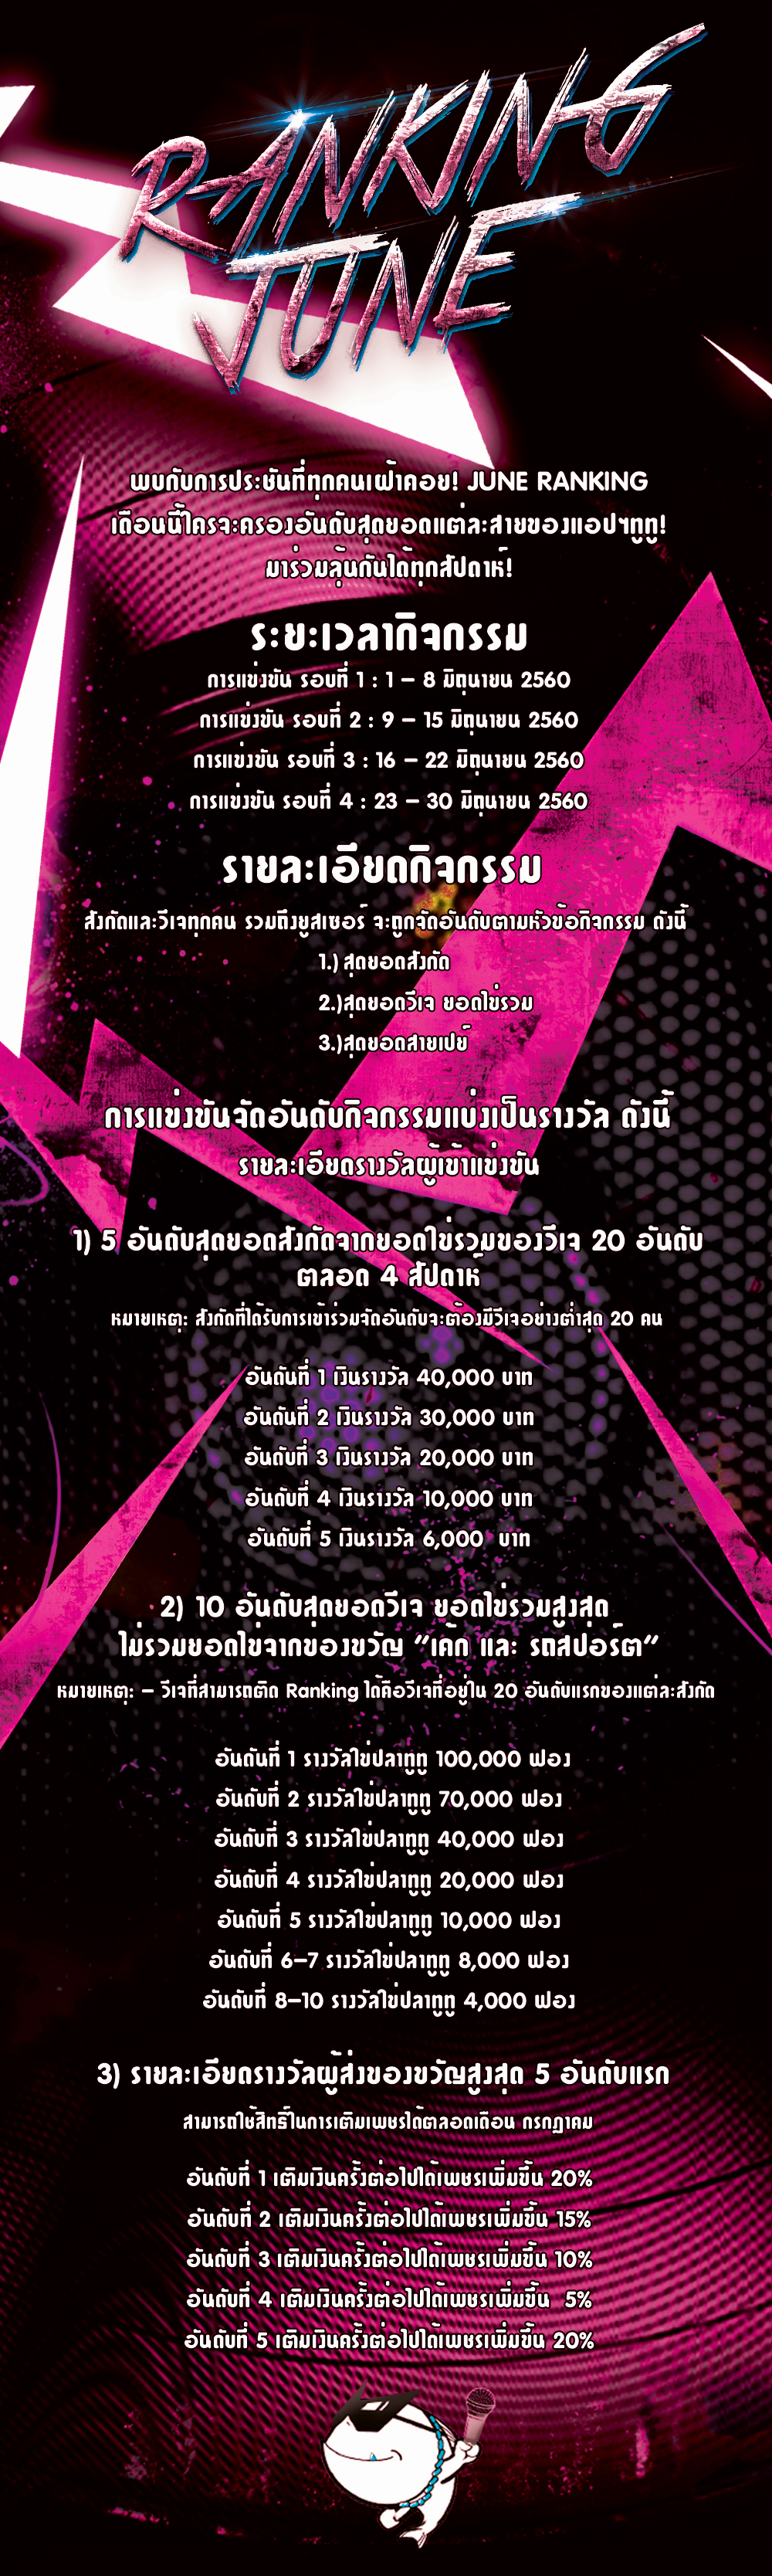 RANKING
JUNE
พบกับการประชันที่ทุกคนเฝ้าคอย! JUNE RANKING
เดือนนี้ใครจะครองอันดับสุดยอดแต่ละสายของแอปฯทูทู!
มาร่วมลุ้นกันได้ทุกสัปดาห์!
ระยะเวลากิจกรรม
การแข่งขัน รอบที่ 1 : 1 – 8 มิถุนายน 2560
การแข่งขัน รอบที่ 2 : 9 – 15 มิถุนายน 2560
การแข่งขัน รอบที่ 3 : 16 – 22 มิถุนายน 2560
การแข่งขัน รอบที่ 4 : 23 – 30 มิถุนายน 2560
รายละเอียดกิจกรรม
สังกัดและวีเจทุกคน รวมถึงยูสเซอร์ จะถูกจัดอันดับตามหัวข้อกิจกรรม ดังนี้
1.) สุดยอดสังกัด
2.)สุดยอดวีเจ ยอดไข่รวม
3.)สุดยอดสายเปย์
การแข่งขันจัดอันดับกิจกรรมแบ่งเป็นรางวัล ดังนี้
รายละเอียดรางวัลผู้เข้าแข่งขัน
1) 5 อันดับสุดยอดสังกัดจากยอดไข่รวมของวีเจ 20 อันดับ
ตลอด 4 สัปดาห์
หมายเหตุ: สังกัดที่ได้รับการเข้าร่วมจัดอันดับจะต้องมีวีเจอย่างต่ำสุด 20 คน
อันดันที่ 1 เงินรางวัล 40,000 บาท
อันดันที่ 2 เงินรางวัล 30,000 บาท
อันดับที่ 3 เงินรางวัล 20,000 บาท
อันดับที่ 4 เงินรางวัล 10,000 บาท
อันดับที่ 5 เงินรางวัล 6,000 บาท
2) 10 อันดับสุดยอดวีเจ ยอดไข่รวมสูงสุด
ไม่รวมยอดไข่จากของขวัญ “เค้ก และ รถสปอร์ต“
หมายเหตุ: – วีเจที่สามารถติด Ranking ได้คือวีเจที่อยู่ใน 20 อันดับแรกของแต่ละสังกัด
อันดันที่ 1 รางวัลไข่ปลาทูทู 100,000 ฟอง
อันดับที่ 2 รางวัลไข่ปลาทูทู 70,000 ฟอง
อันดับที่ 3 รางวัลไข่ปลาทูทู 40,000 ฟอง
อันดับที่ 4 รางวัลไข่ปลาทูทู 20,000 ฟอง
อันดับที่ 5 รางวัลไข่ปลาทูทู 10,000 ฟอง
อันดับที่ 6–7 รางวัลไข่ปลาทูทู 8,000 ฟอง
อันดับที่ 8–10 รางวัลไข่ปลาทูทู 4,000 ฟอง
3) รายละเอียดรางวัลผู้ส่งของขวัญสูงสุด 5 อันดับแรก
สามารถใช้สิทธิ์ในการเติมเพชรได้ตลอดเดือน กรกฎาคม
อันดับที่ 1 เติมเงินครั้งต่อไปได้เพชรเพิ่มขึ้น 20%
อันดับที่ 2 เติมเงินครั้งต่อไปได้เพชรเพิ่มขึ้น 15%
อันดับที่ 3 เติมเงินครั้งต่อไปได้เพชรเพิ่มขึ้น 10%
อันดับที่ 4 เติมเงินครั้งต่อไปได้เพชรเพิ่มขึ้น 5%
อันดับที่ 5 เติมเงินครั้งต่อไปได้เพชรเพิ่มขึ้น 20%